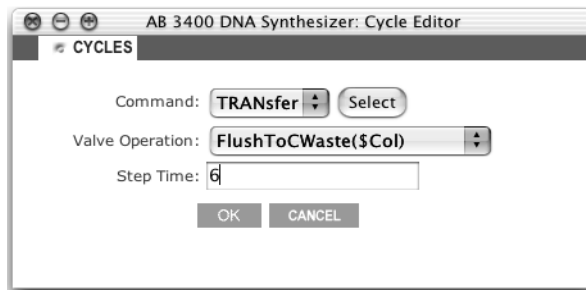 AB 3400 DNA Synthesizer: Cycle Editor
CYCLES
Command: TRANsfer Select
Valve Operation: FlushToCWaste($Col)
Step Time: 6
OK CANCEL